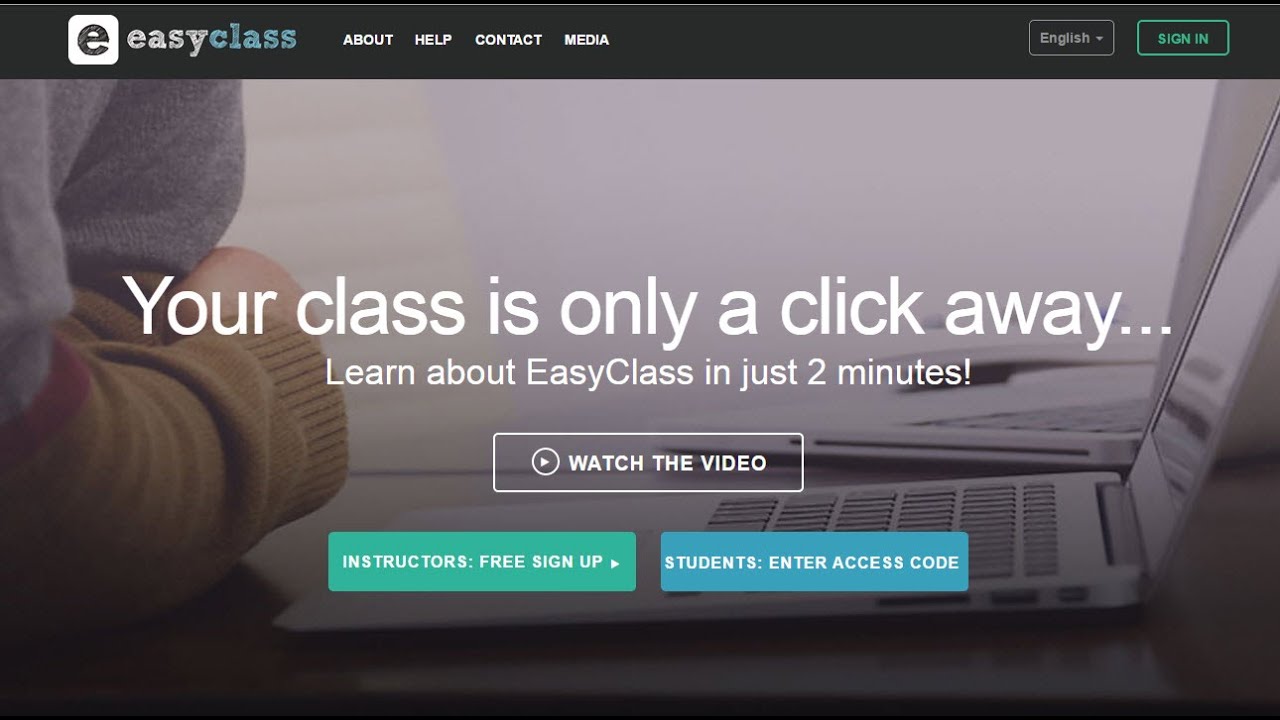 e easyclass
ABOUT HELP CONTACT MEDIA
English
SIGN IN
Your class is only a click away...
Learn about EasyClass in just 2 minutes!
WATCH THE VIDEO
INSTRUCTORS: FREE SIGN UP
STUDENTS: ENTER ACCESS CODE